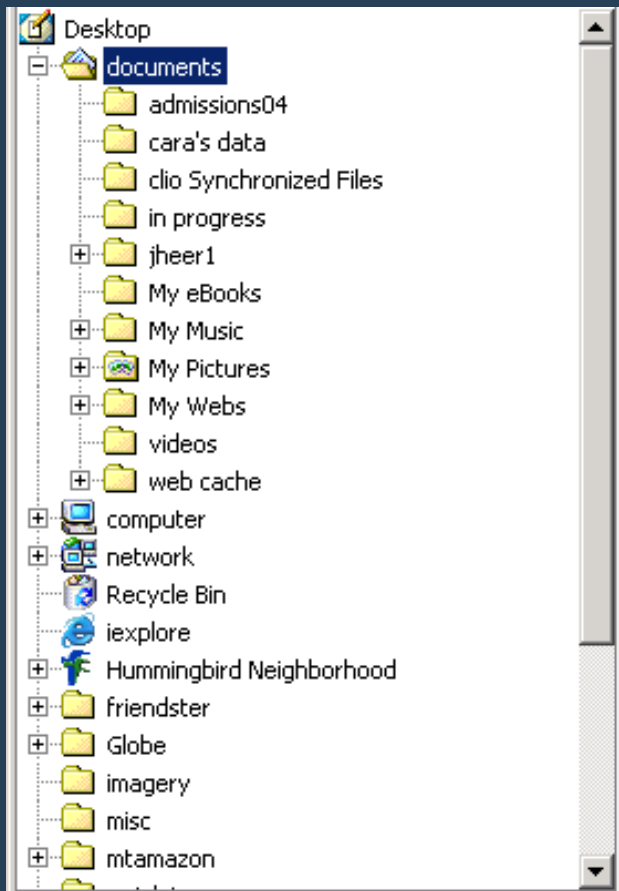 Desktop
documents
admissions04
cara's data
clio Synchronized Files
in progress
jheer1
My eBooks
My Music
My Pictures
My Webs
videos
web cache
computer
network
Recycle Bin
iexplore
Hummingbird Neighborhood
friendster
Globe
imagery
misc
mtamazon